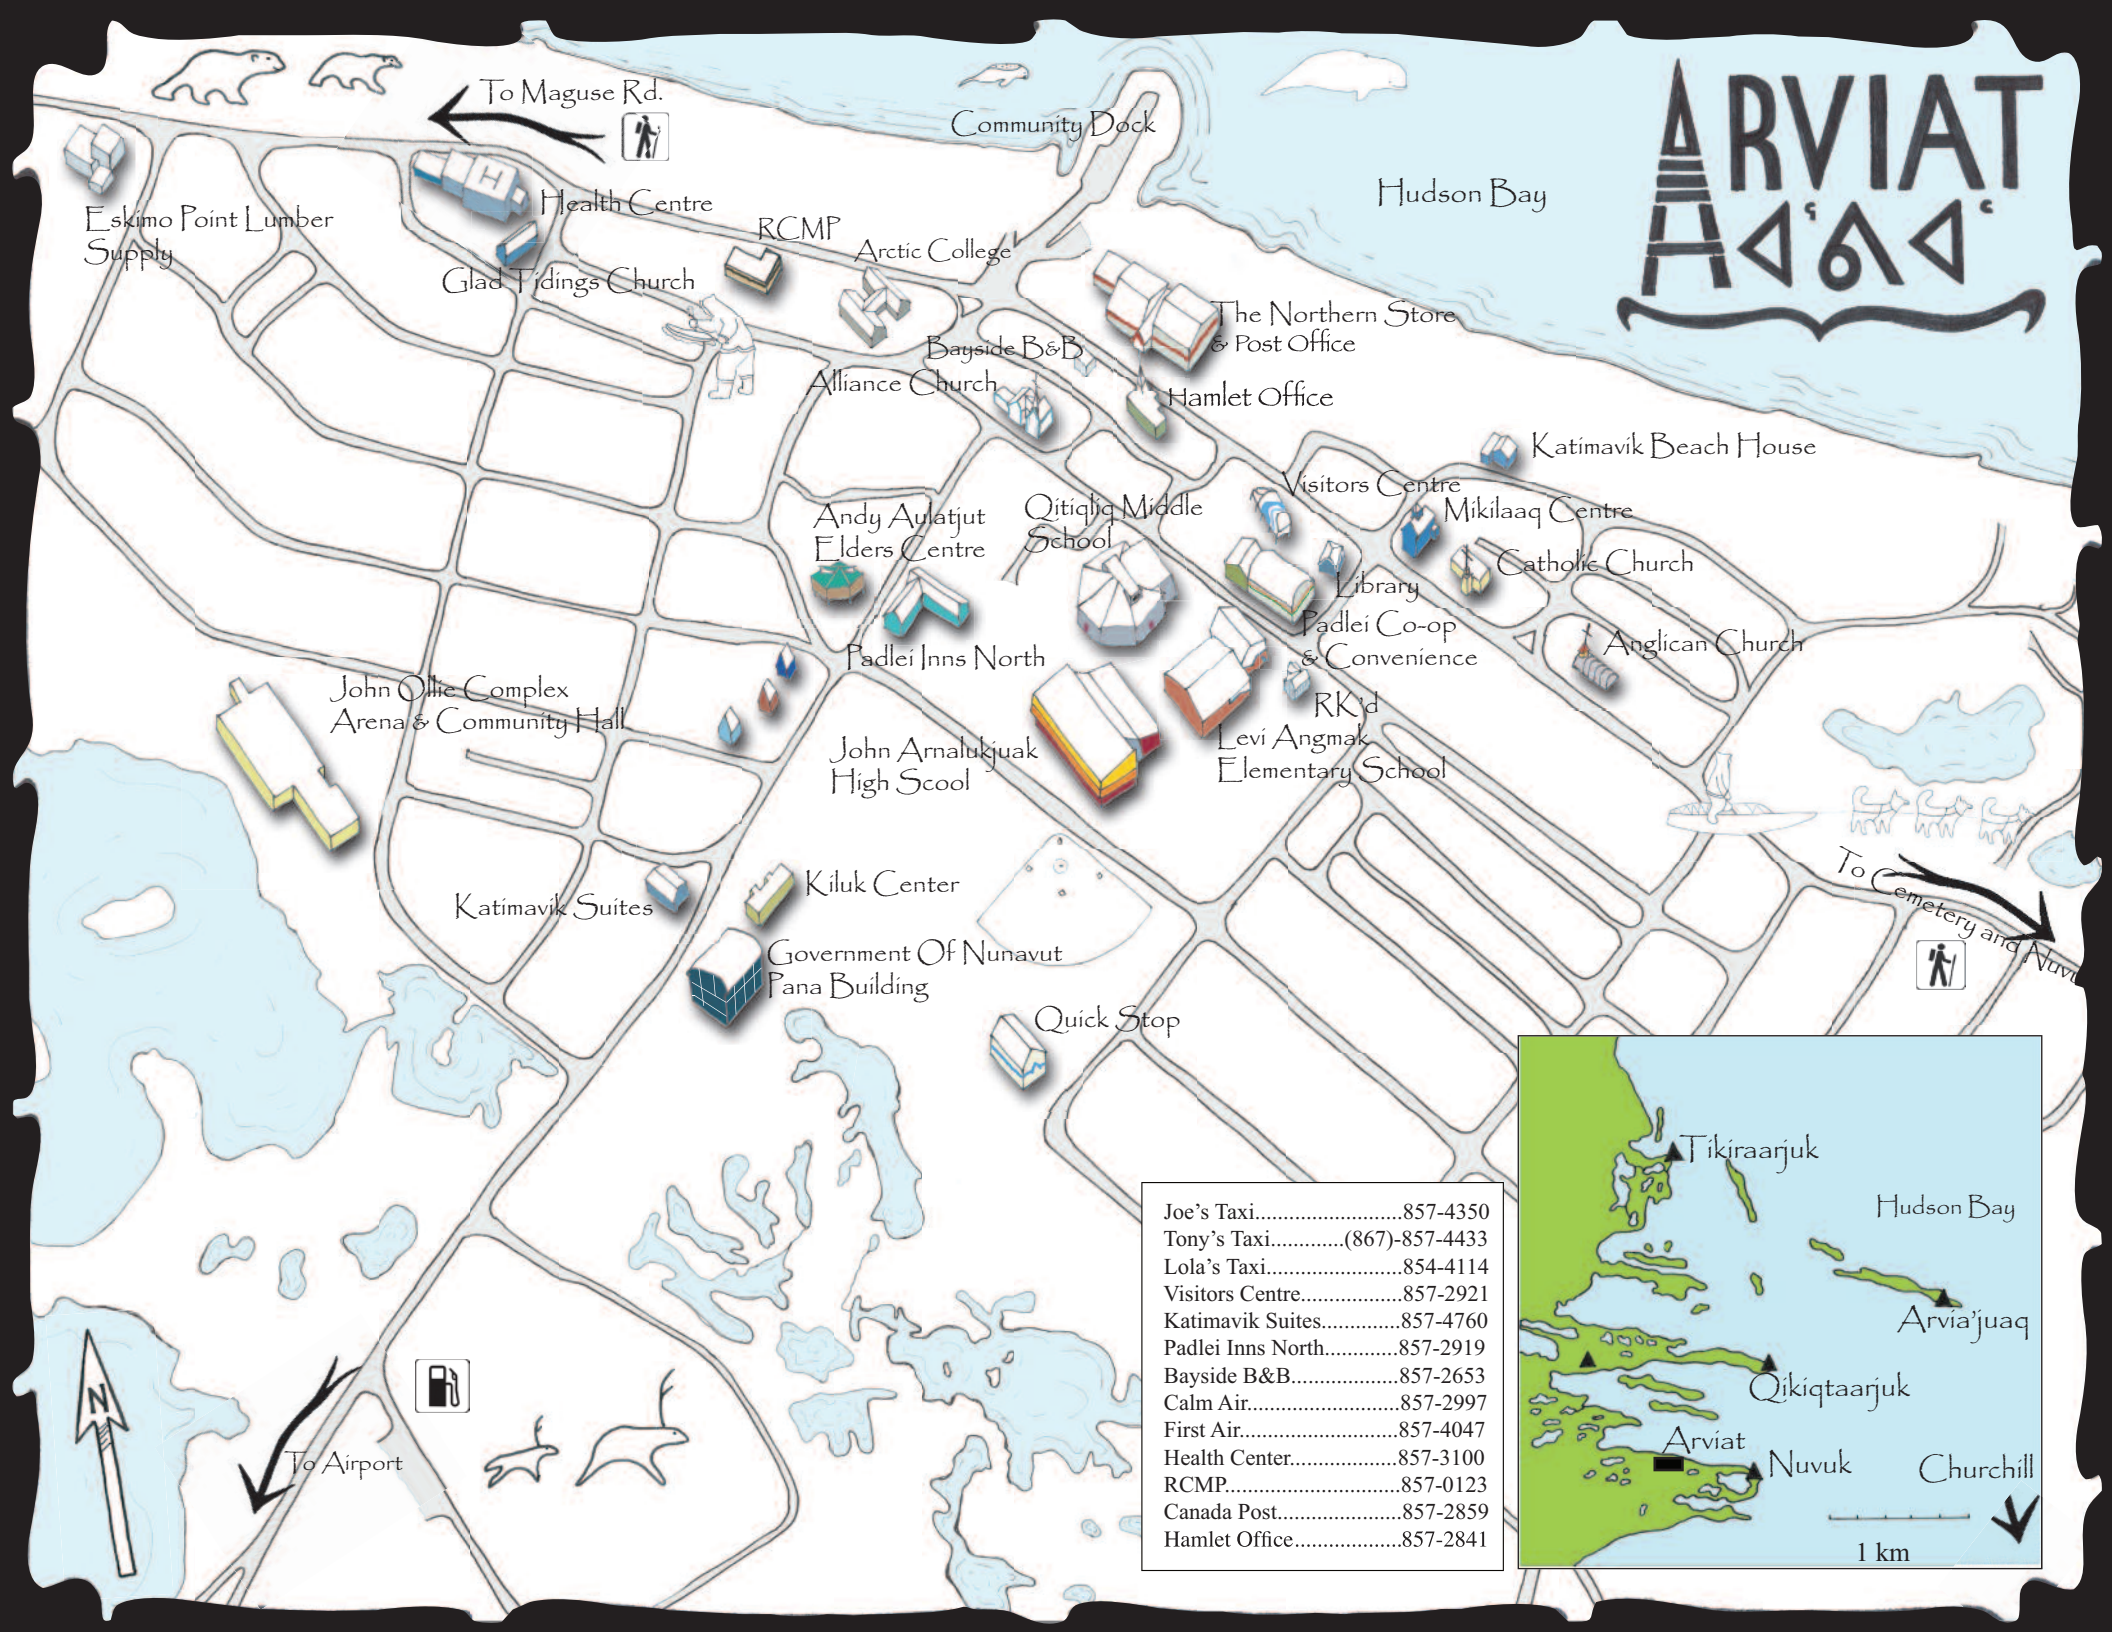 ARVIAT
ᐊᕐᕕᐊᑦ
To Maguse Rd.
Community Dock
Hudson Bay
Eskimo Point Lumber
Supply
Health Centre
Glad Tidings Church
RCMP
Arctic College
The Northern Store
& Post Office
Bayside B&B
Alliance Church
Hamlet Office
Katimavik Beach House
Visitors Centre
Mikilaaq Centre
Andy Aulatjut
Elders Centre
Qitiqliq Middle
School
Catholic Church
Library
Padlei Co-op
& Convenience
Anglican Church
Padlei Inns North
John Ollie Complex
Arena & Community Hall
RK'd
Levi Angmak
Elementary School
John Arnalukjuak
High Scool
To Cemetery and Nuvu
Katimavik Suites
Kiluk Center
Government Of Nunavut
Pana Building
Quick Stop
N
To Airport
Joe's Taxi..........................857-4350
Tony's Taxi.............(867)-857-4433
Lola's Taxi........................854-4114
Visitors Centre..................857-2921
Katimavik Suites..............857-4760
Padlei Inns North.............857-2919
Bayside B&B...................857-2653
Calm Air...........................857-2997
First Air............................857-4047
Health Center...................857-3100
RCMP...............................857-0123
Canada Post......................857-2859
Hamlet Office...................857-2841
Tikiraarjuk
Hudson Bay
Arvia'juaq
Qikiqtaarjuk
Arviat
Nuvuk
Churchill
1 km